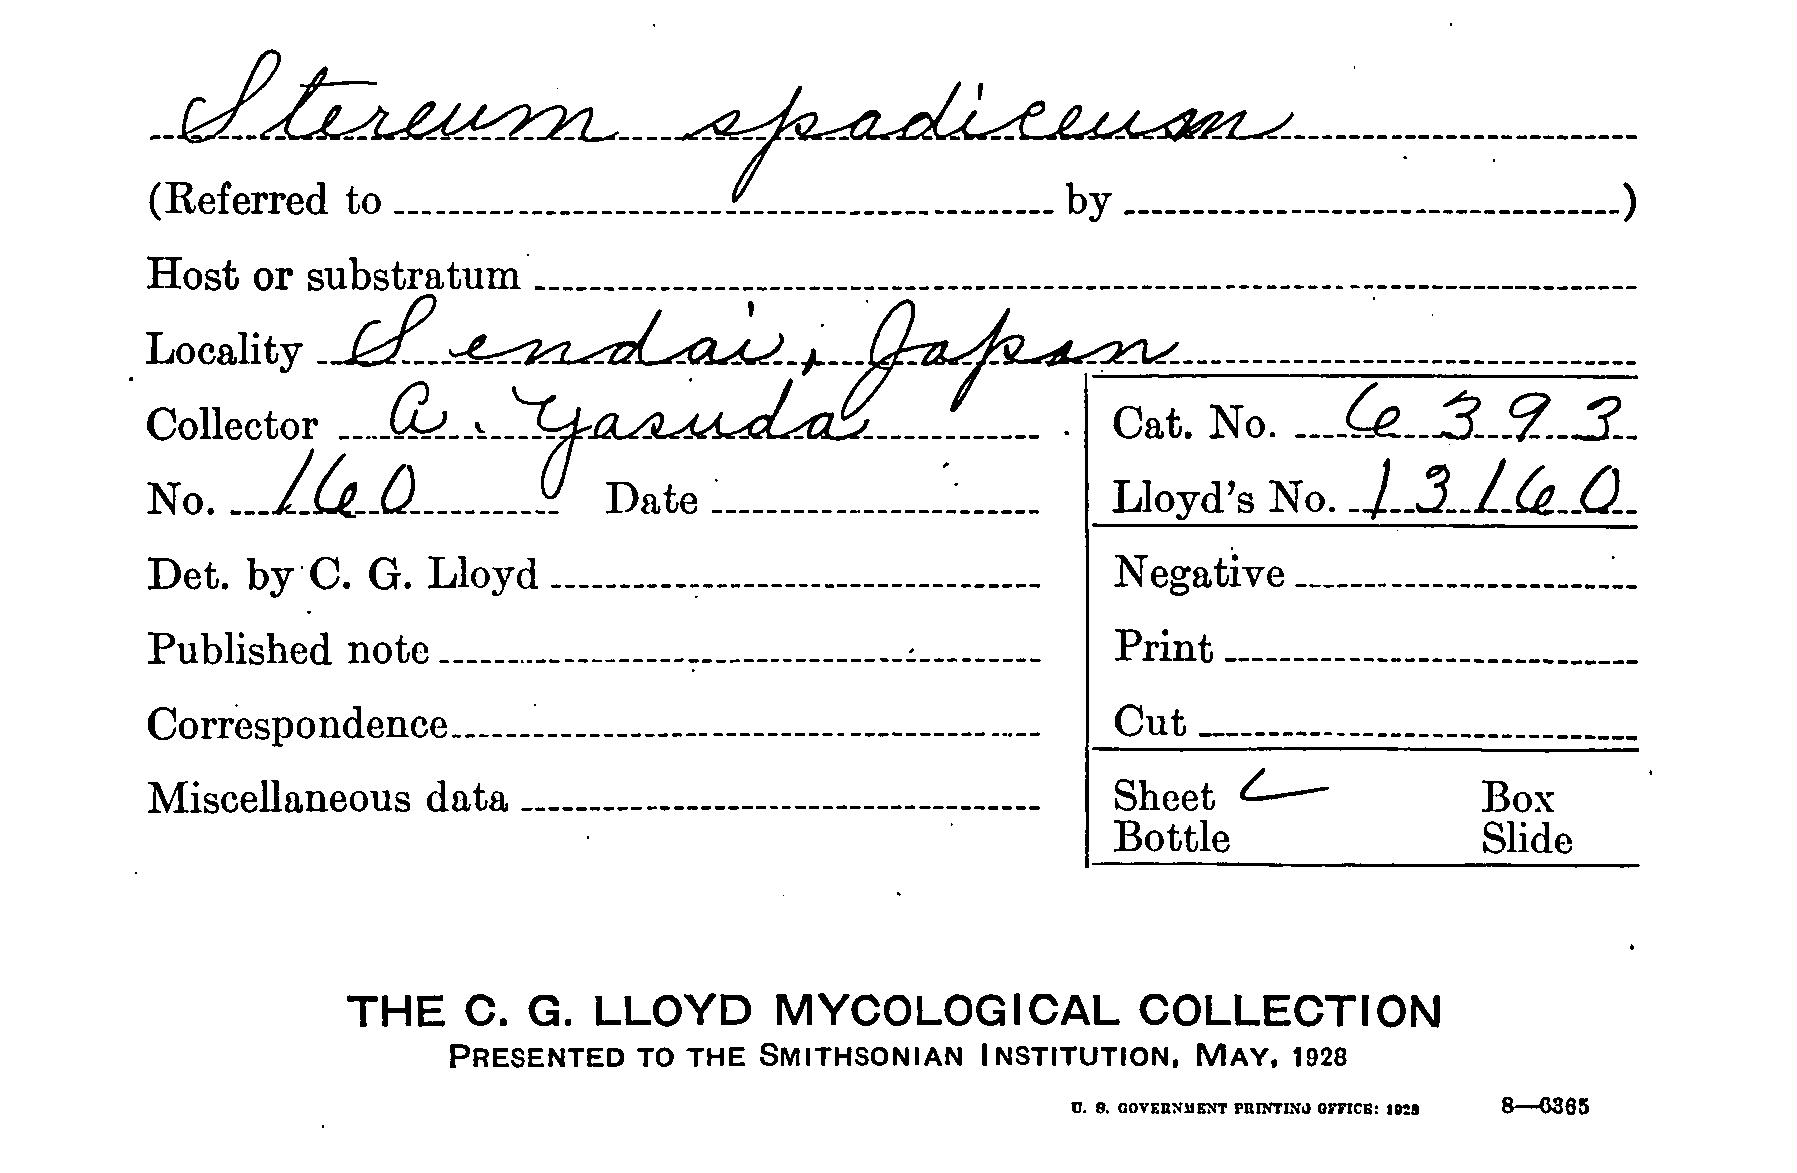 Stereum spadiceum
(Referred to by )
Host or substratum
Locality Sendai, Japan
Collector A. Yasuda
Cat. No. 6393
No. 160 Date
Lloyd's No. 13160
Det. by C. G. Lloyd
Negative
Published note
Print
Correspondence
Cut
Miscellaneous data
Sheet Box
Bottle Slide
THE C. G. LLOYD MYCOLOGICAL COLLECTION
PRESENTED TO THE SMITHSONIAN INSTITUTION, MAY, 1928
U. S. GOVERNMENT PRINTING OFFICE: 1929 8—6365